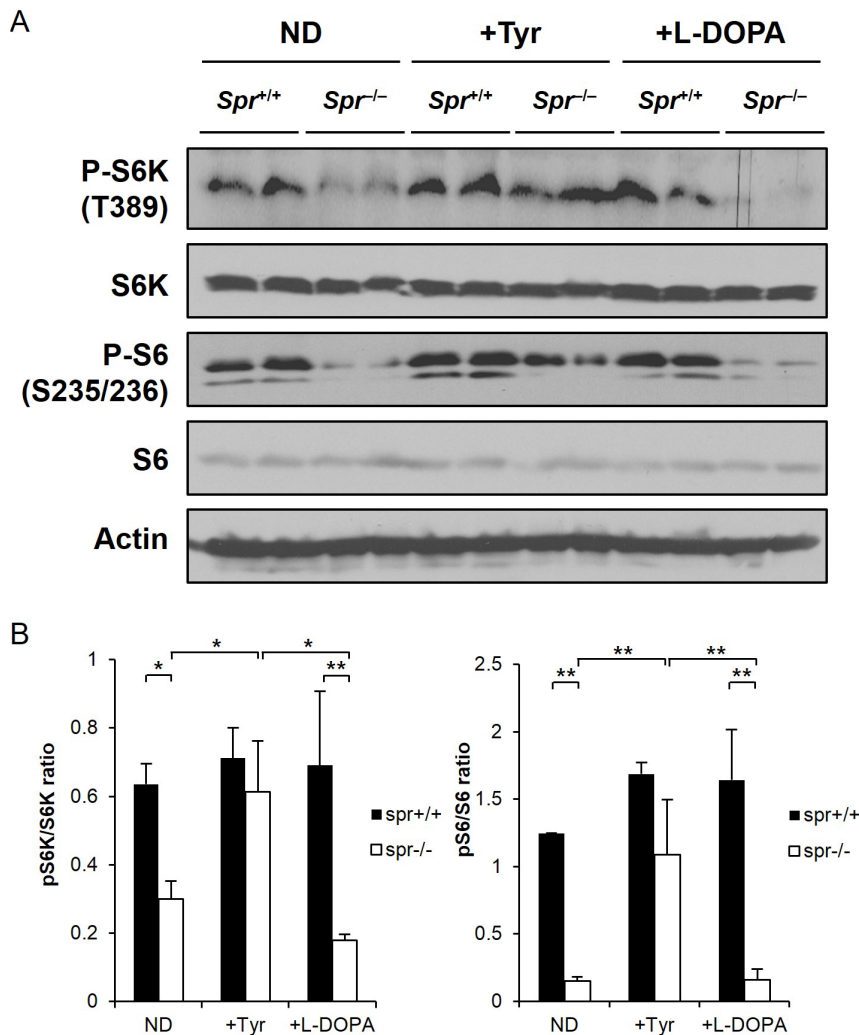 A
ND +Tyr +L-DOPA
Spr+/+ Spr–/– Spr+/+ Spr–/– Spr+/+ Spr–/–
P-S6K
(T389)
S6K
P-S6
(S235/236)
S6
Actin
B
* * * **
1
0.8
0.6
0.4
0.2
0
pS6K/S6K ratio
ND +Tyr +L-DOPA
spr+/+
spr-/-
** ** ** **
2.5
2
1.5
1
0.5
0
pS6/S6 ratio
ND +Tyr +L-DOPA
spr+/+
spr-/-